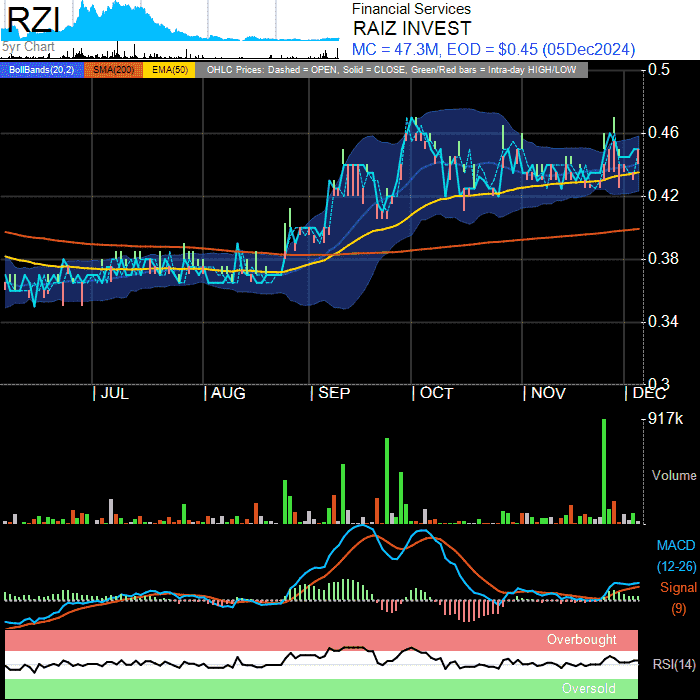 RZI
Financial Services
RAIZ INVEST
MC = 47.3M, EOD = $0.45 (05Dec2024)
5yr Chart
BollBands(20,2) SMA(200) EMA(50) OHLC Prices: Dashed = OPEN, Solid = CLOSE, Green/Red bars = Intra-day HIGH/LOW
0.5
0.46
0.42
0.38
0.34
0.3
| JUL | AUG | SEP | OCT | NOV | DEC
917k
Volume
MACD
(12-26)
Signal
(9)
Overbought
RSI(14)
Oversold